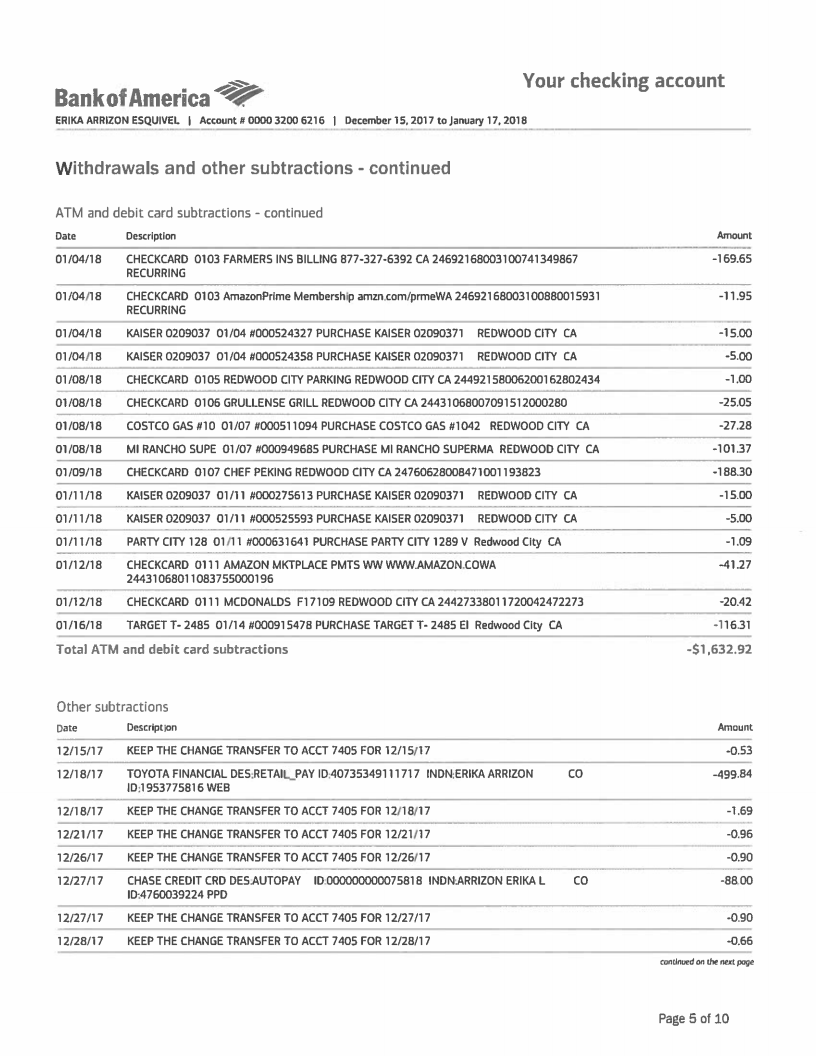 Your checking account
BankofAmerica
ERIKA ARRIZON ESQUIVEL | Account # 0000 3200 6216 | December 15, 2017 to January 17, 2018
Withdrawals and other subtractions - continued
ATM and debit card subtractions - continued
Date Description Amount
01/04/18 CHECKCARD 0103 FARMERS INS BILLING 877-327-6392 CA 24692168003100741349867 -169.65
RECURRING
01/04/18 CHECKCARD 0103 AmazonPrime Membership amzn.com/prmeWA 24692168003100880015931 -11.95
RECURRING
01/04/18 KAISER 0209037 01/04 #000524327 PURCHASE KAISER 02090371 REDWOOD CITY CA -15.00
01/04/18 KAISER 0209037 01/04 #000524358 PURCHASE KAISER 02090371 REDWOOD CITY CA -5.00
01/08/18 CHECKCARD 0105 REDWOOD CITY PARKING REDWOOD CITY CA 24492158006200162802434 -1.00
01/08/18 CHECKCARD 0106 GRULLENSE GRILL REDWOOD CITY CA 24431068007091512000280 -25.05
01/08/18 COSTCO GAS #10 01/07 #000511094 PURCHASE COSTCO GAS #1042 REDWOOD CITY CA -27.28
01/08/18 MI RANCHO SUPE 01/07 #000949685 PURCHASE MI RANCHO SUPERMA REDWOOD CITY CA -101.37
01/09/18 CHECKCARD 0107 CHEF PEKING REDWOOD CITY CA 24760628008471001193823 -188.30
01/11/18 KAISER 0209037 01/11 #000275613 PURCHASE KAISER 02090371 REDWOOD CITY CA -15.00
01/11/18 KAISER 0209037 01/11 #000525593 PURCHASE KAISER 02090371 REDWOOD CITY CA -5.00
01/11/18 PARTY CITY 128 01/11 #000631641 PURCHASE PARTY CITY 1289 V Redwood City CA -1.09
01/12/18 CHECKCARD 0111 AMAZON MKTPLACE PMTS WW WWW.AMAZON.COWA -41.27
24431068011083755000196
01/12/18 CHECKCARD 0111 MCDONALDS F17109 REDWOOD CITY CA 24427338011720042472273 -20.42
01/16/18 TARGET T- 2485 01/14 #000915478 PURCHASE TARGET T- 2485 El Redwood City CA -116.31
Total ATM and debit card subtractions -$1,632.92
Other subtractions
Date Description Amount
12/15/17 KEEP THE CHANGE TRANSFER TO ACCT 7405 FOR 12/15/17 -0.53
12/18/17 TOYOTA FINANCIAL DES:RETAIL_PAY ID:40735349111717 INDN:ERIKA ARRIZON CO -499.84
ID:1953775816 WEB
12/18/17 KEEP THE CHANGE TRANSFER TO ACCT 7405 FOR 12/18/17 -1.69
12/21/17 KEEP THE CHANGE TRANSFER TO ACCT 7405 FOR 12/21/17 -0.96
12/26/17 KEEP THE CHANGE TRANSFER TO ACCT 7405 FOR 12/26/17 -0.90
12/27/17 CHASE CREDIT CRD DES:AUTOPAY ID:000000000075818 INDN:ARRIZON ERIKA L CO -88.00
ID:4760039224 PPD
12/27/17 KEEP THE CHANGE TRANSFER TO ACCT 7405 FOR 12/27/17 -0.90
12/28/17 KEEP THE CHANGE TRANSFER TO ACCT 7405 FOR 12/28/17 -0.66
continued on the next page
Page 5 of 10